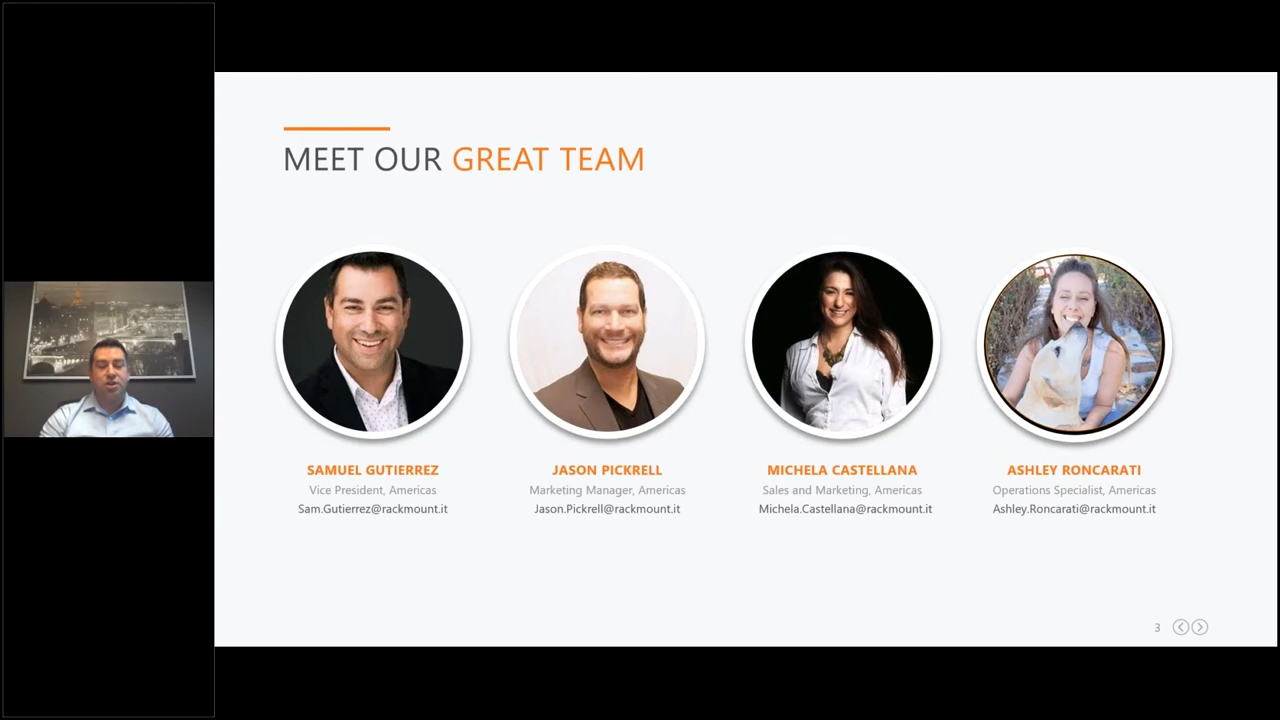 MEET OUR GREAT TEAM
SAMUEL GUTIERREZ
Vice President, Americas
Sam.Gutierrez@rackmount.it
JASON PICKRELL
Marketing Manager, Americas
Jason.Pickrell@rackmount.it
MICHELA CASTELLANA
Sales and Marketing, Americas
Michela.Castellana@rackmount.it
ASHLEY RONCARATI
Operations Specialist, Americas
Ashley.Roncarati@rackmount.it
3